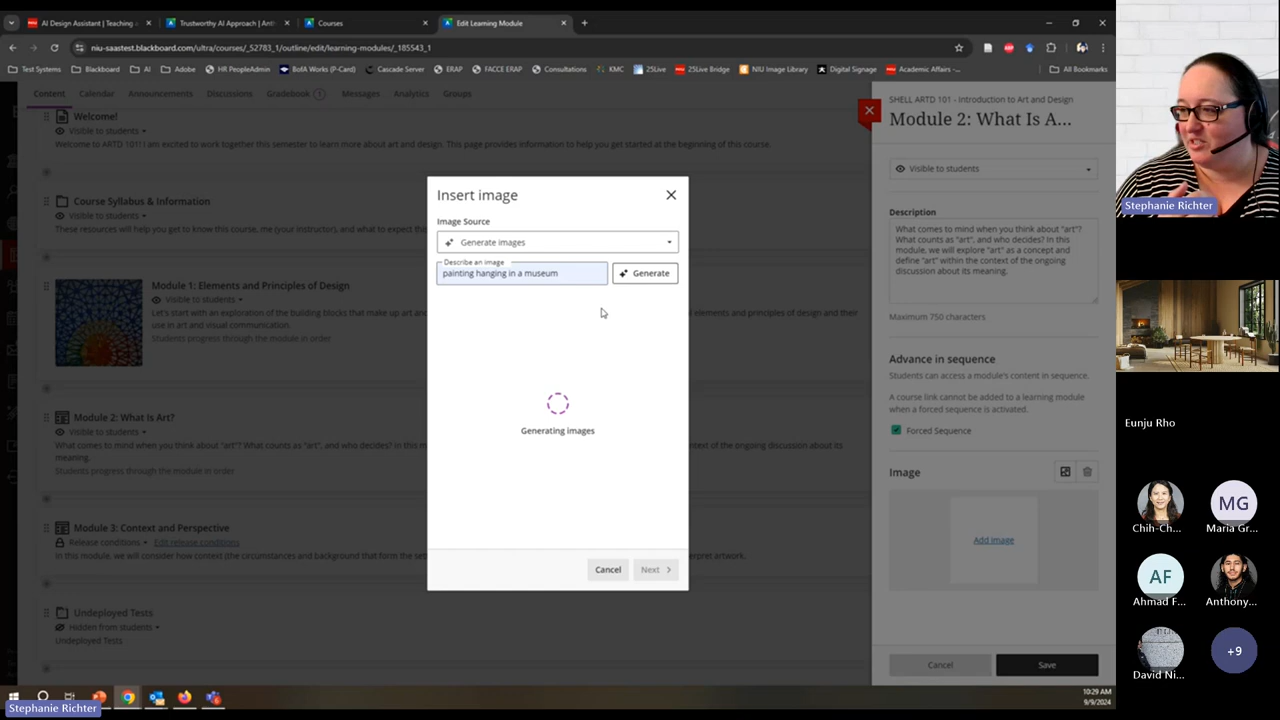 AI Design Assistant | Teaching a
Trustworthy AI Approach | Anth
Courses
Edit Learning Module
niu-saastest.blackboard.com/ultra/courses/_52783_1/outline/edit/learning-modules/_185543_1
Test Systems
Blackboard
AI
Adobe
HR PeopleAdmin
BofA Works (P-Card)
Cascade Server
ERAP
FACCE ERAP
Consultations
KMC
25Live
25Live Bridge
NIU Image Library
Digital Signage
Academic Affairs -...
All Bookmarks
Content
Calendar
Announcements
Discussions
Gradebook
1
Messages
Analytics
Groups
Welcome!
Visible to students
Welcome to ARTD 101! I am excited to work together this semester to learn more about art and design. This page provides information to help you get started at the beginning of this course.
Course Syllabus & Information
Visible to students
These resources will help you get to know this course, me (your instructor), and what to expect
Module 1: Elements and Principles of Design
Visible to students
Let's start with an exploration of the building blocks that make up art and
elements and principles of design and their
use in art and visual communication.
Students progress through the module in order
Module 2: What Is Art?
Visible to students
What comes to mind when you think about "art"? What counts as "art", and who decides? In this
context of the ongoing discussion about its
meaning.
Students progress through the module in order
Module 3: Context and Perspective
Release conditions
Edit release conditions
In this module, we will consider how context (the circumstances and background that form the
interpret artwork.
Undeployed Tests
Hidden from students
Undeployed Tests
Insert image
Image Source
Generate images
Describe an image
painting hanging in a museum
Generate
Generating images
Cancel
Next
SHELL ARTD 101 - Introduction to Art and Design
Module 2: What Is A...
Visible to students
Description
What comes to mind when you think about "art"?
What counts as "art", and who decides? In this
module, we will explore "art" as a concept and
define "art" within the context of the ongoing
discussion about its meaning.
Maximum 750 characters
Advance in sequence
Students can access a module's content in sequence.
A course link cannot be added to a learning module
when a forced sequence is activated.
Forced Sequence
Image
Add image
Cancel
Save
10:29 AM
9/9/2024
Stephanie Richter
Stephanie Richter
Eunju Rho
Chih-Ch...
MG
Maria Gr...
AF
Ahmad F...
Anthony...
David Ni...
+9